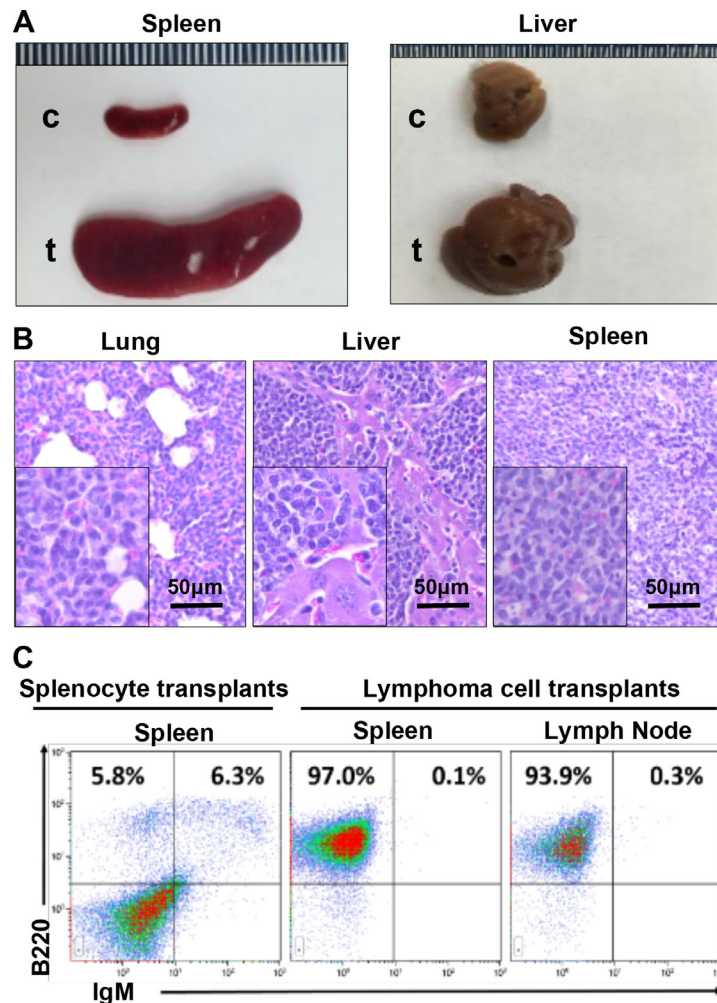 A
Spleen
Liver
c
c
t
t
B
Lung
Liver
Spleen
50µm
50µm
50µm
C
Splenocyte transplants
Lymphoma cell transplants
Spleen
Spleen
Lymph Node
5.8%
6.3%
97.0%
0.1%
93.9%
0.3%
B220
IgM